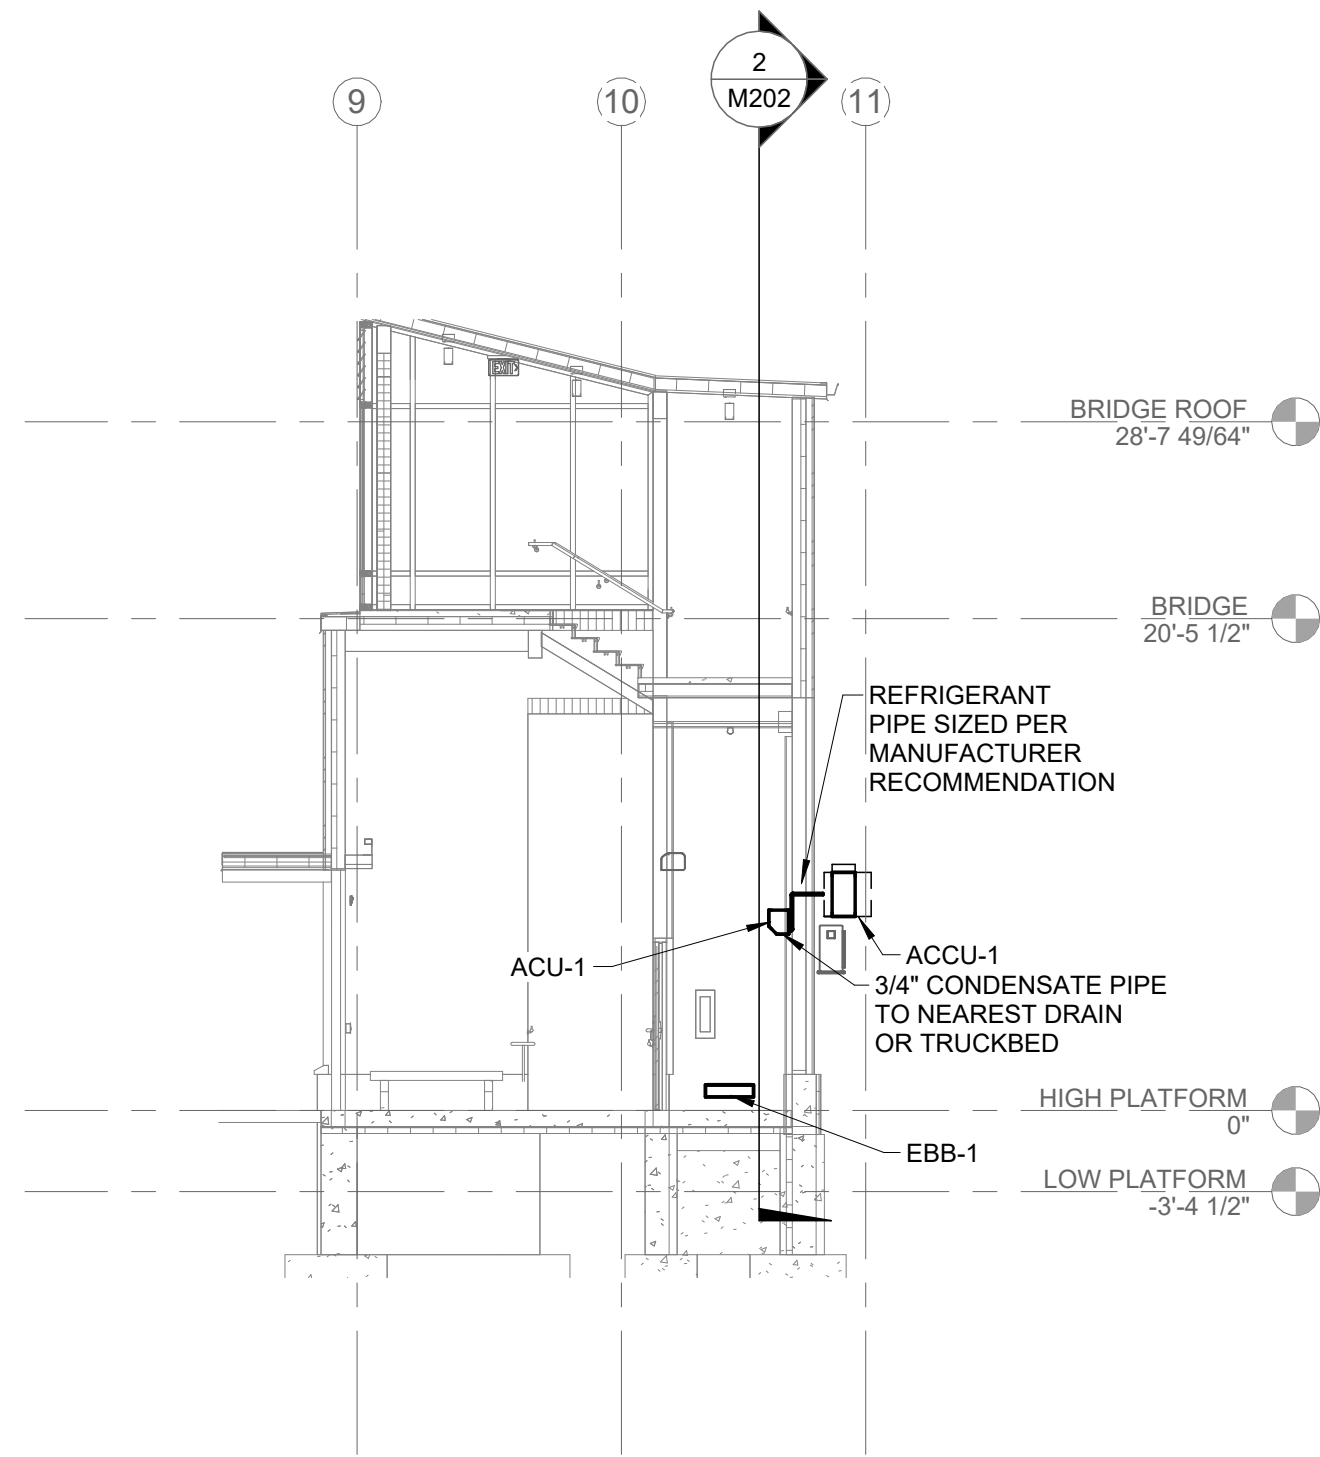 2
M202
9
10
11
EXIT
BRIDGE ROOF
28'-7 49/64"
BRIDGE
20'-5 1/2"
REFRIGERANT
PIPE SIZED PER
MANUFACTURER
RECOMMENDATION
ACU-1
ACCU-1
3/4" CONDENSATE PIPE
TO NEAREST DRAIN
OR TRUCKBED
HIGH PLATFORM
0"
EBB-1
LOW PLATFORM
-3'-4 1/2"